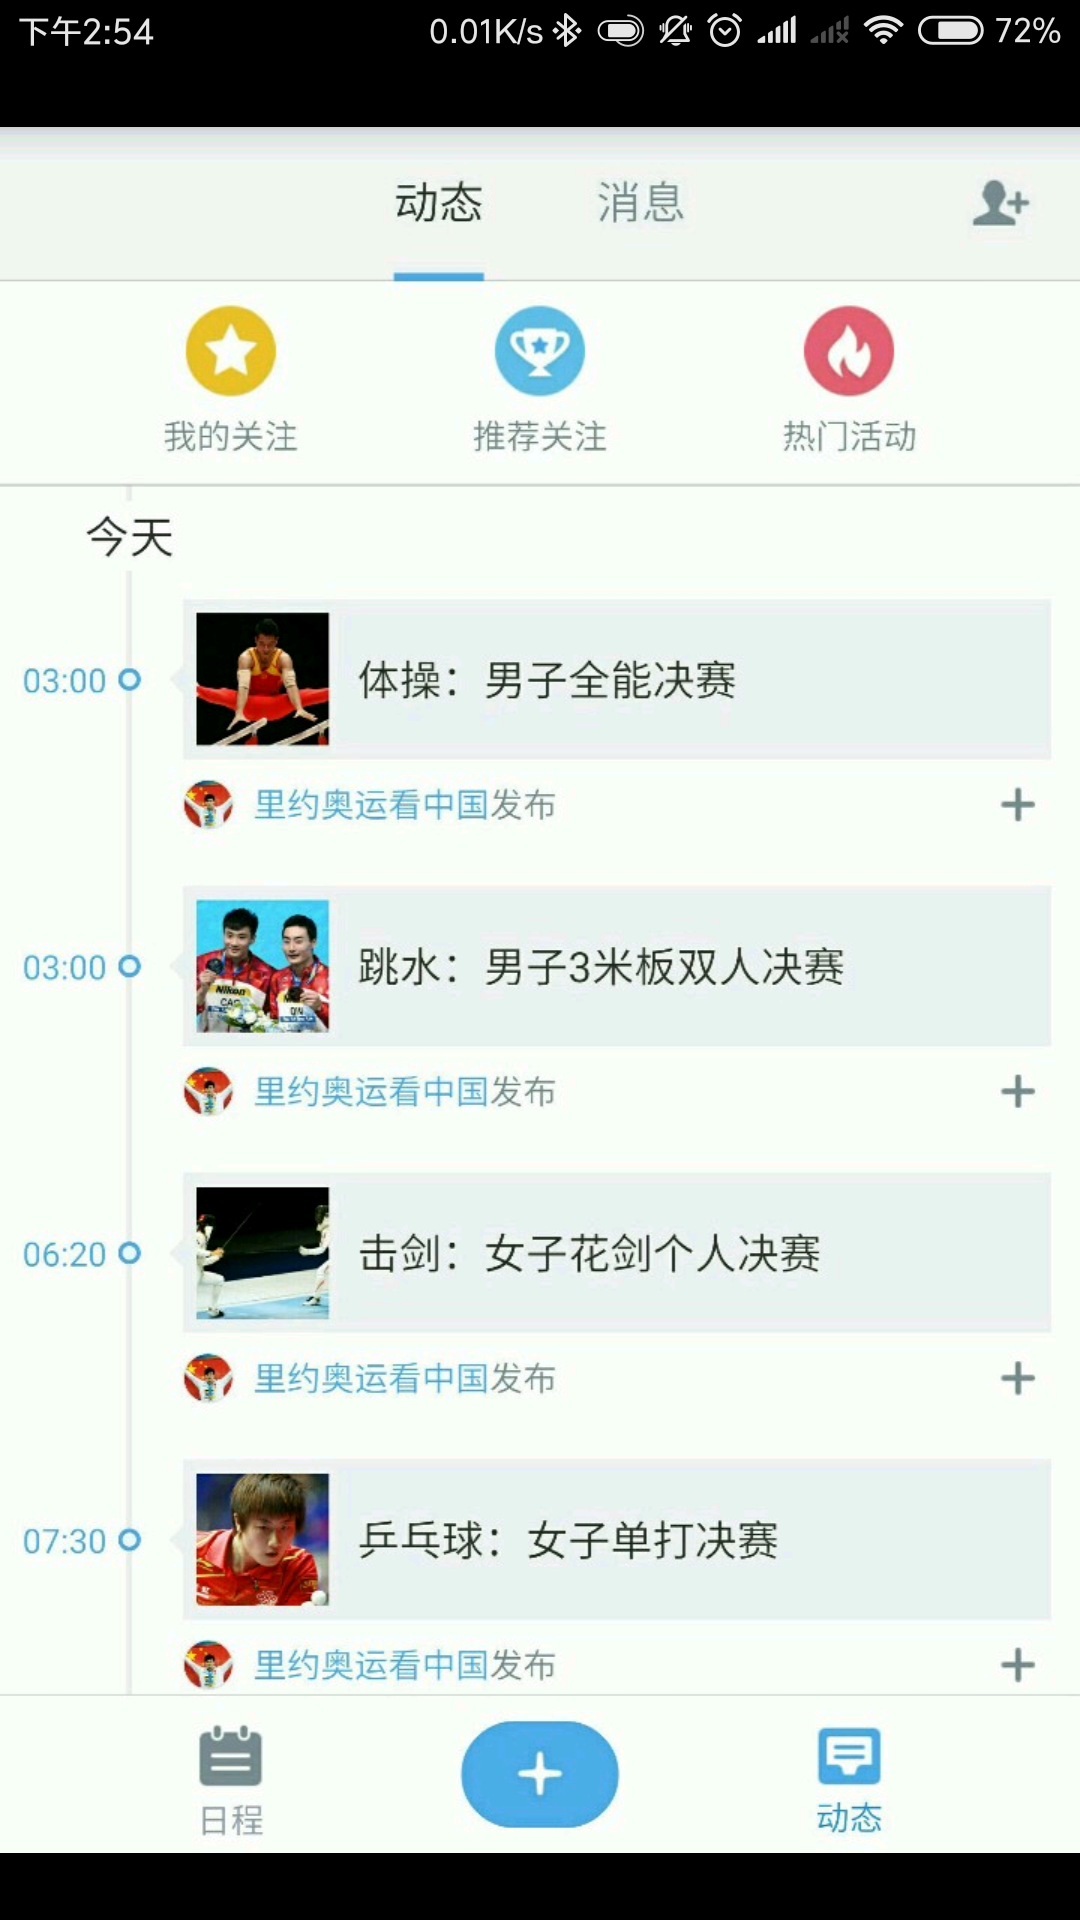 下午2:54 0.01K/s 72%
动态 消息
我的关注 推荐关注 热门活动
今天
03:00 体操：男子全能决赛
里约奥运看中国发布
03:00 跳水：男子3米板双人决赛
Nikon
CAO
QIN
里约奥运看中国发布
06:20 击剑：女子花剑个人决赛
里约奥运看中国发布
07:30 乒乓球：女子单打决赛
里约奥运看中国发布
日程 动态